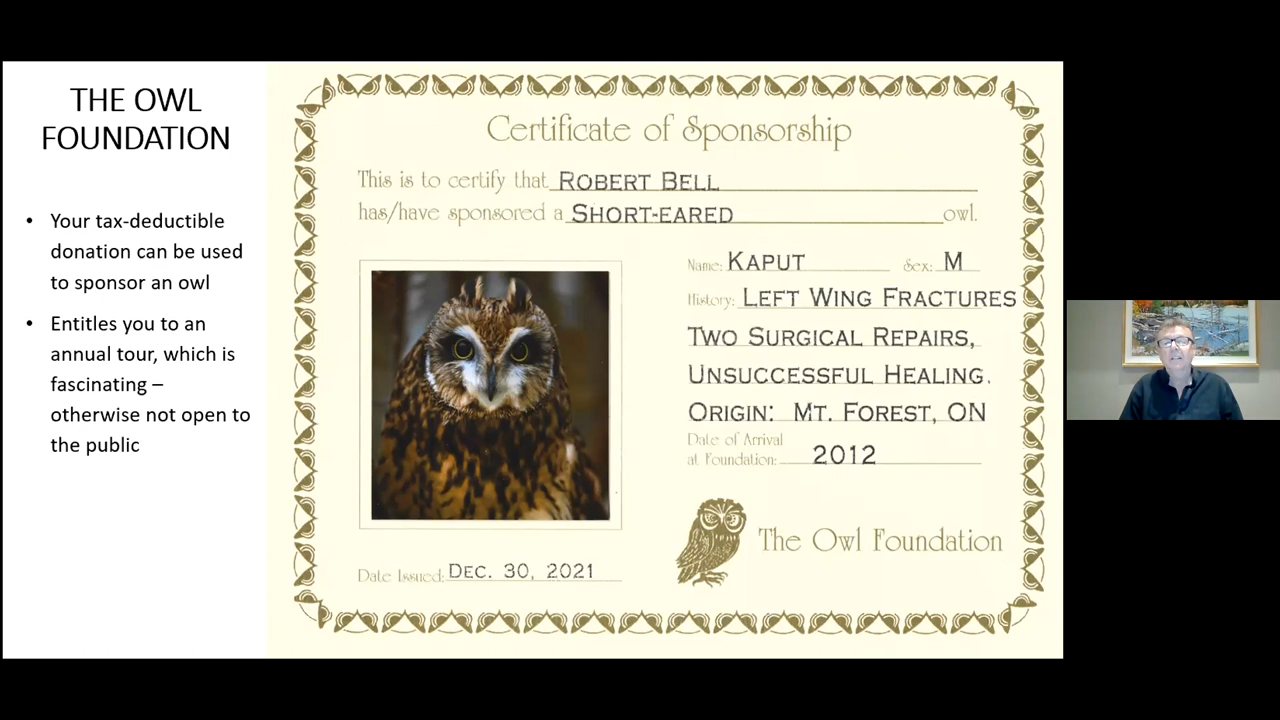 THE OWL
FOUNDATION
• Your tax-deductible
donation can be used
to sponsor an owl
• Entitles you to an
annual tour, which is
fascinating –
otherwise not open to
the public
Certificate of Sponsorship
This is to certify that ROBERT BELL
has/have sponsored a SHORT-EARED owl.
Name: KAPUT Sex: M
History: LEFT WING FRACTURES
TWO SURGICAL REPAIRS,
UNSUCCESSFUL HEALING.
ORIGIN: MT. FOREST, ON
Date of Arrival
at Foundation: 2012
The Owl Foundation
Date Issued: DEC. 30, 2021